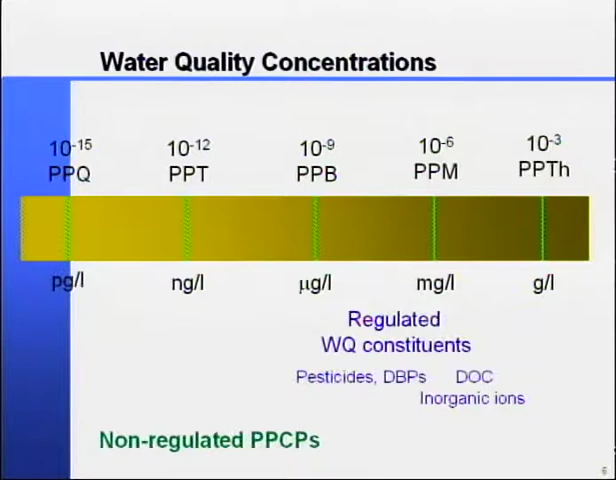 Water Quality Concentrations
10-15 10-12 10-9 10-6 10-3
PPQ PPT PPB PPM PPTh
pg/l ng/l µg/l mg/l g/l
Regulated
WQ constituents
Pesticides, DBPs DOC
Inorganic ions
Non-regulated PPCPs
6